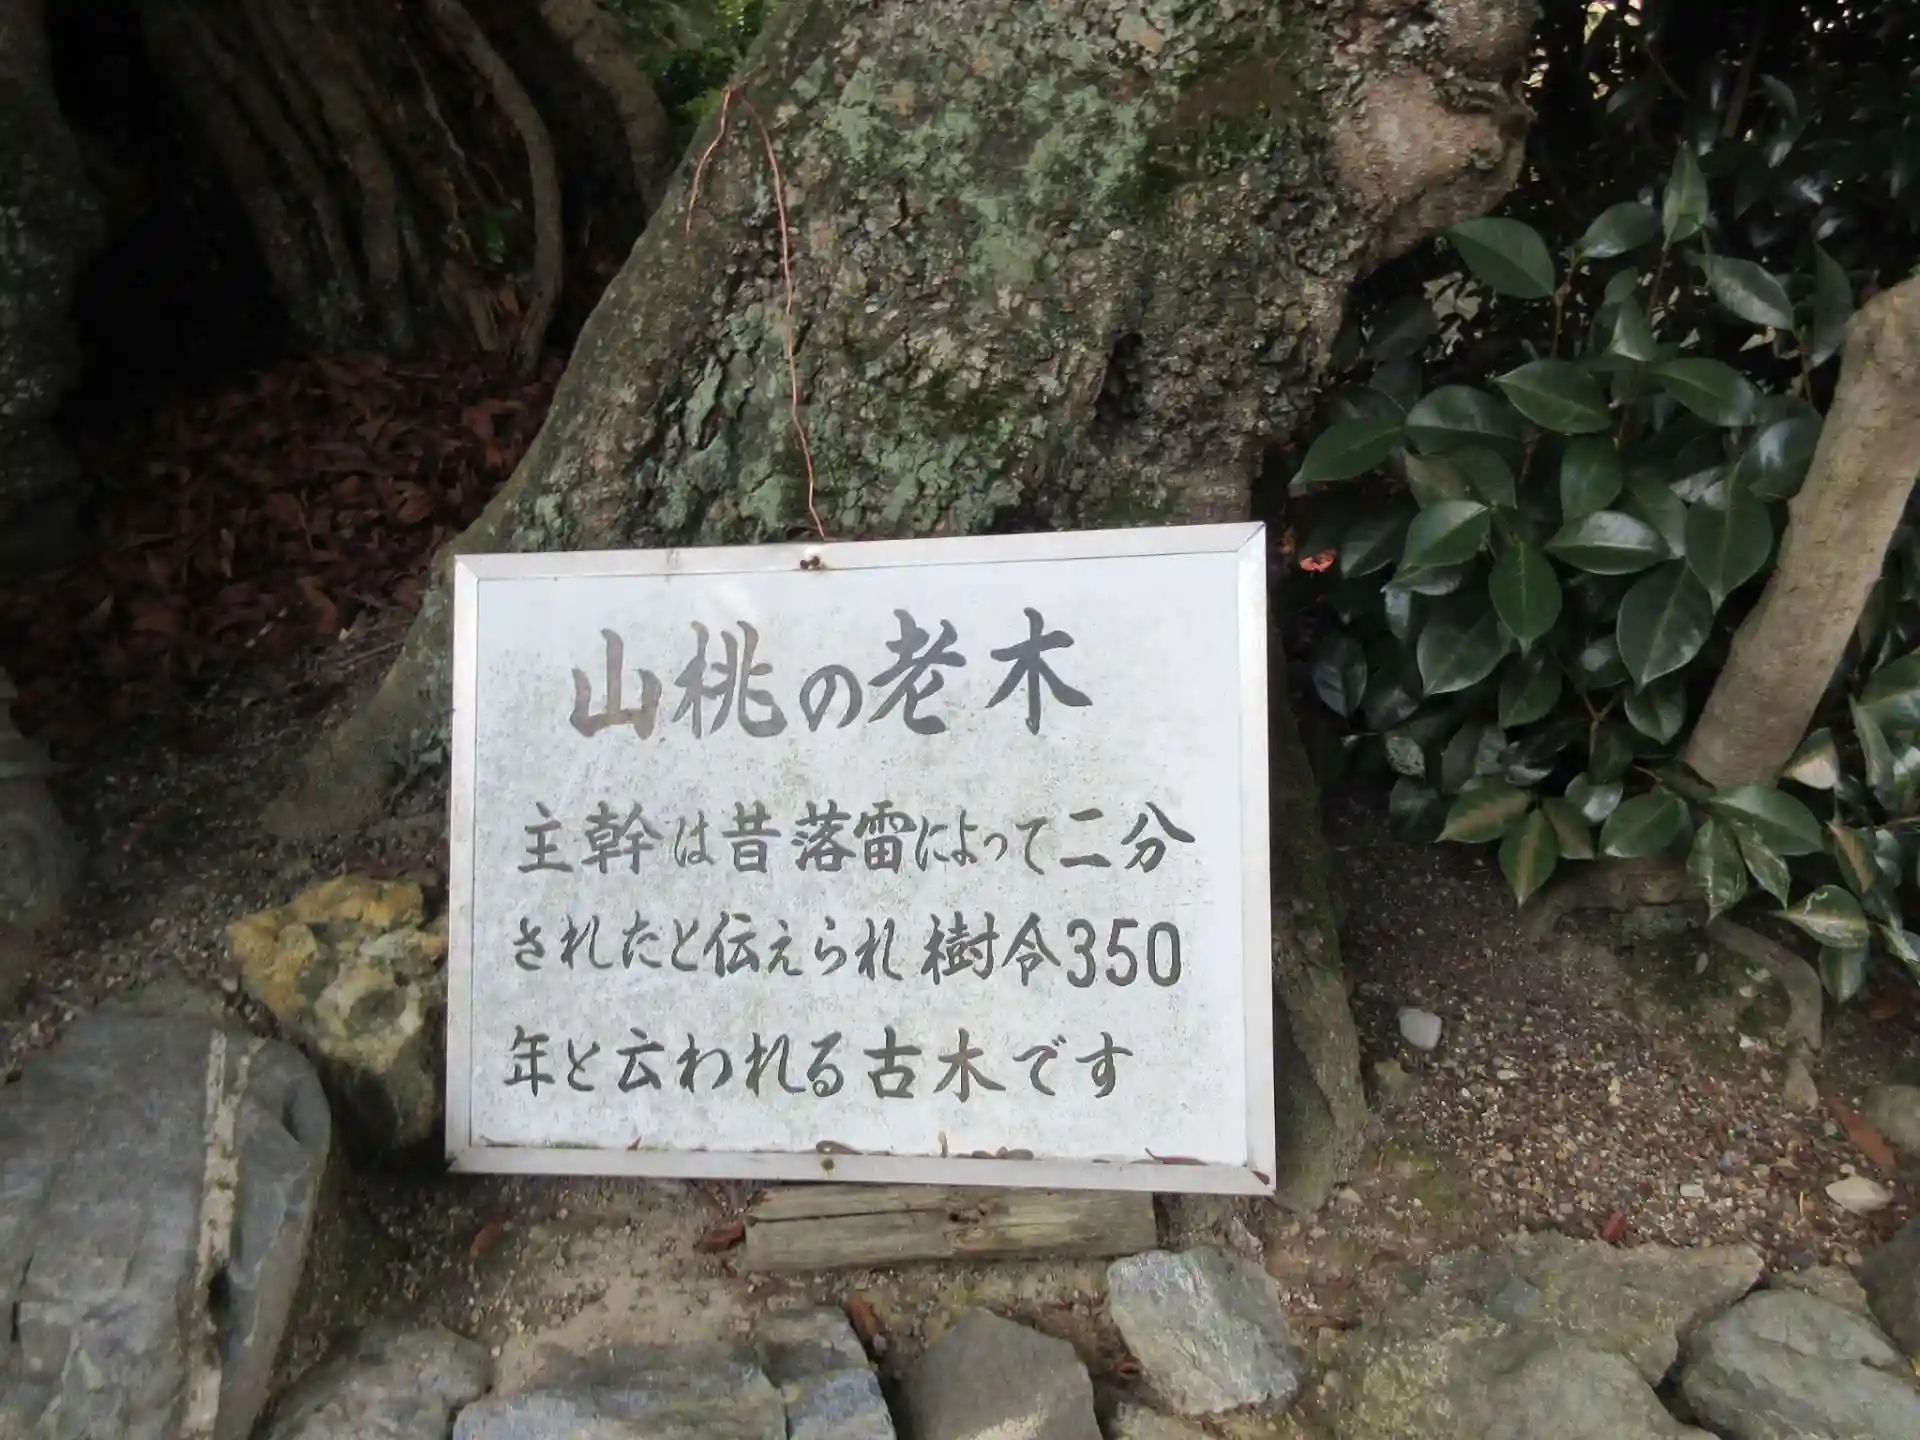 山桃の老木
主幹は昔落雷によって二分
されたと伝えられ樹令350
年と云われる古木です